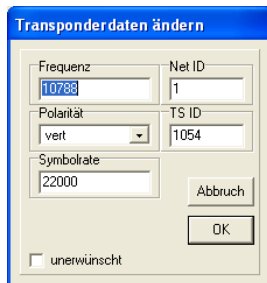 Transponderdaten ändern
Frequenz
10788
Net ID
1
Polarität
vert
TS ID
1054
Symbolrate
22000
Abbruch
OK
unerwünscht